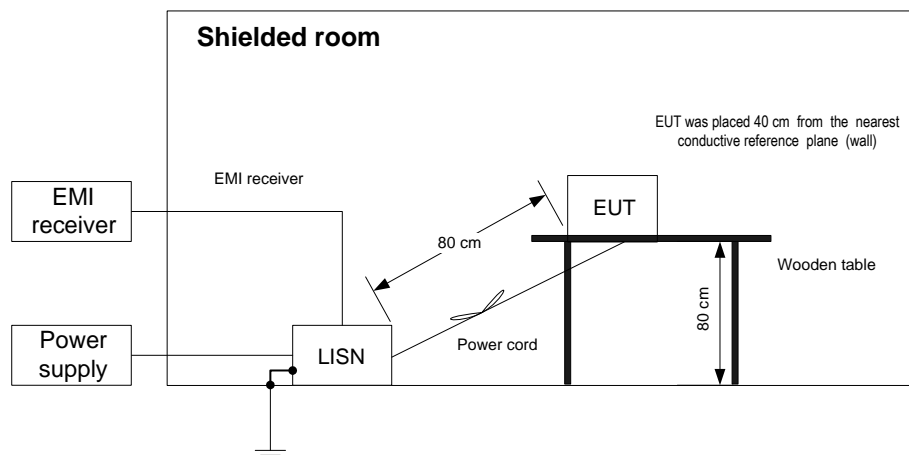 Shielded room
EUT was placed 40 cm from the nearest
conductive reference plane (wall)
EMI receiver
EMI
receiver
EUT
80 cm
Wooden table
80 cm
Power cord
Power
supply
LISN